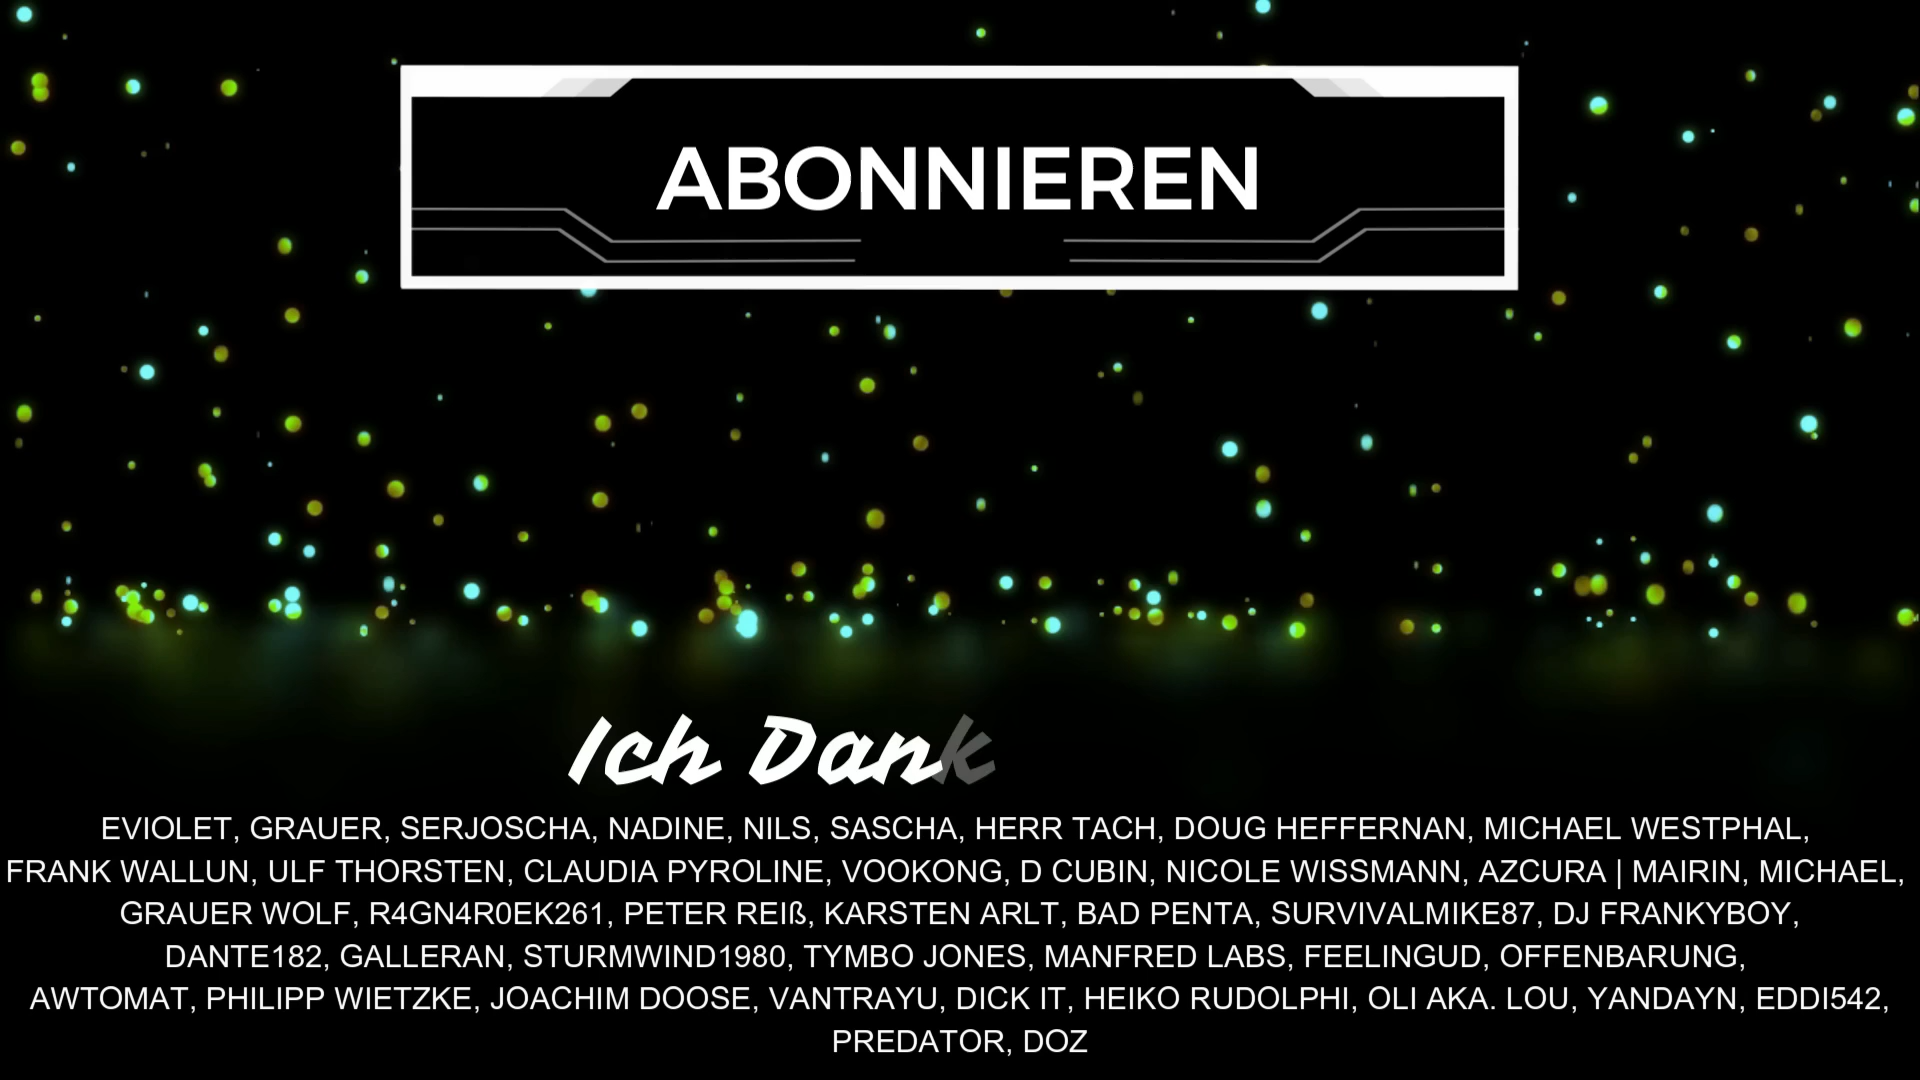 ABONNIEREN
Ich Dank
EVIOLET, GRAUER, SERJOSCHA, NADINE, NILS, SASCHA, HERR TACH, DOUG HEFFERNAN, MICHAEL WESTPHAL,
FRANK WALLUN, ULF THORSTEN, CLAUDIA PYROLINE, VOOKONG, D CUBIN, NICOLE WISSMANN, AZCURA | MAIRIN, MICHAEL,
GRAUER WOLF, R4GN4R0EK261, PETER REIß, KARSTEN ARLT, BAD PENTA, SURVIVALMIKE87, DJ FRANKYBOY,
DANTE182, GALLERAN, STURMWIND1980, TYMBO JONES, MANFRED LABS, FEELINGUD, OFFENBARUNG,
AWTOMAT, PHILIPP WIETZKE, JOACHIM DOOSE, VANTRAYU, DICK IT, HEIKO RUDOLPHI, OLI AKA. LOU, YANDAYN, EDDI542,
PREDATOR, DOZ